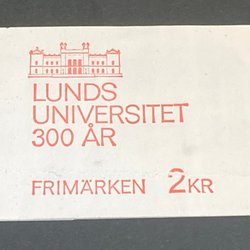 LUNDS
UNIVERSITET
300 ÅR
FRIMÄRKEN 2KR